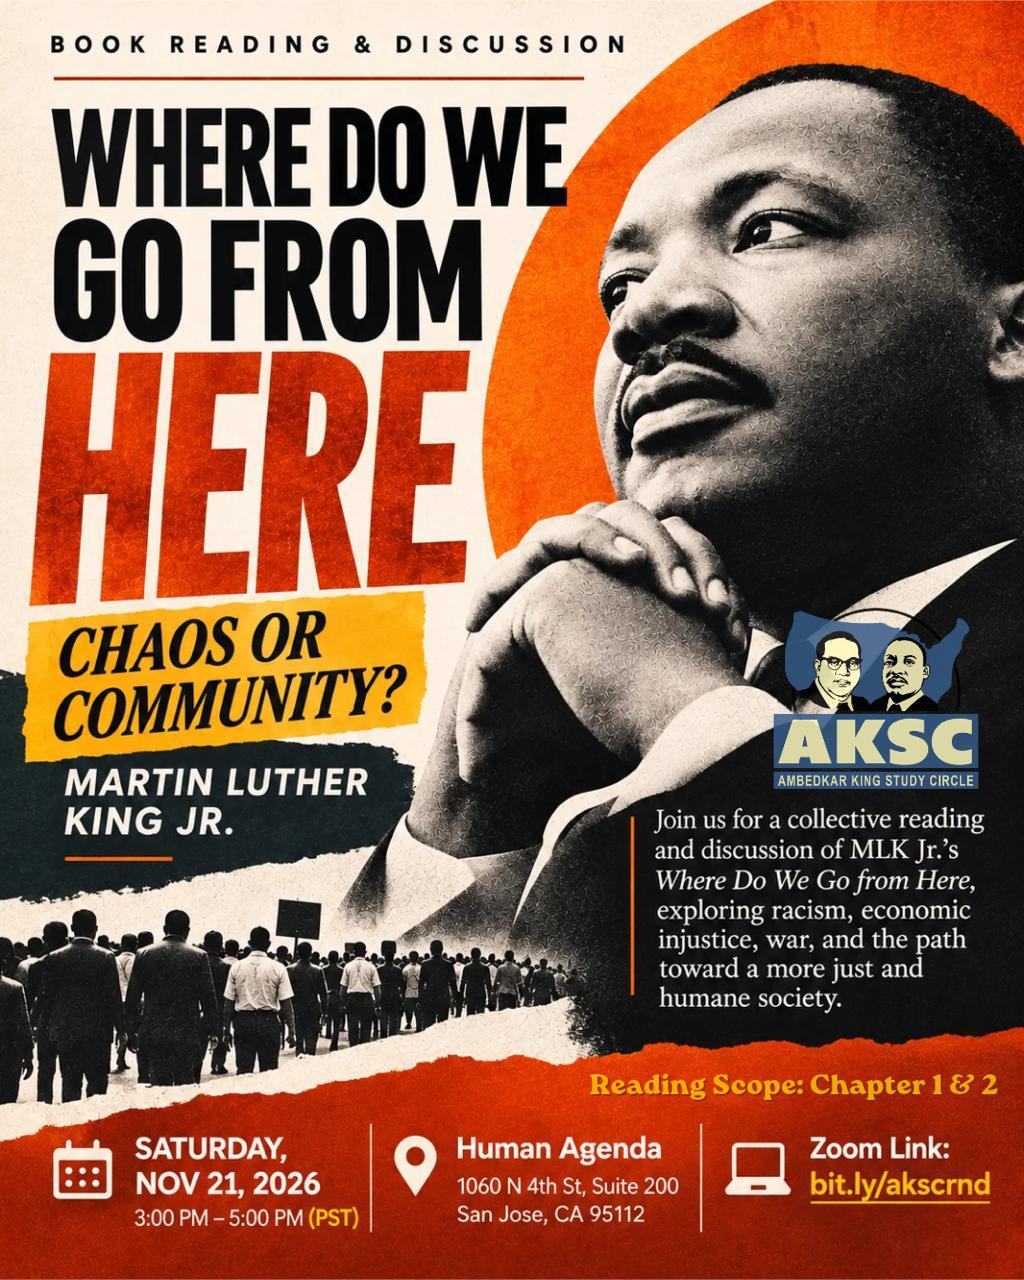 BOOK READING & DISCUSSION
WHERE DO WE
GO FROM
HERE
CHAOS OR
COMMUNITY?
MARTIN LUTHER
KING JR.
AKSC
AMBEDKAR KING STUDY CIRCLE
Join us for a collective reading
and discussion of MLK Jr.’s
Where Do We Go from Here,
exploring racism, economic
injustice, war, and the path
toward a more just and
humane society.
Reading Scope: Chapter 1 & 2
SATURDAY,
NOV 21, 2026
3:00 PM – 5:00 PM (PST)
Human Agenda
1060 N 4th St, Suite 200
San Jose, CA 95112
Zoom Link:
bit.ly/akscrnd